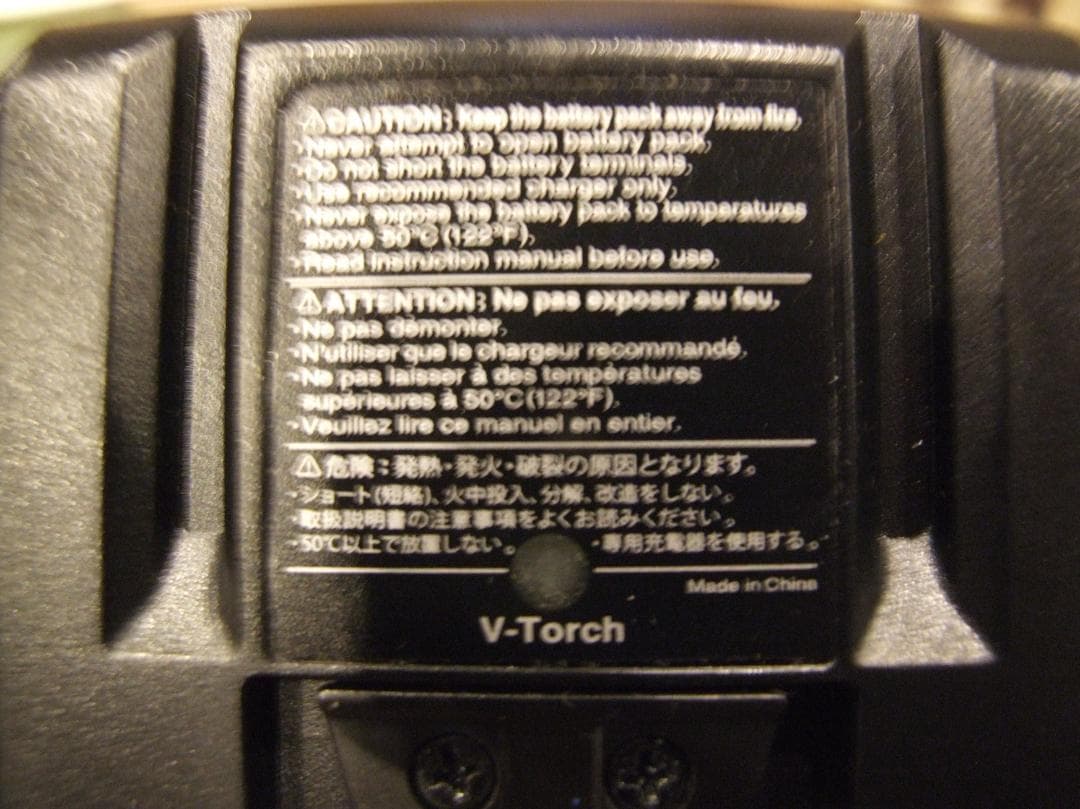 ⚠CAUTION: Keep the battery pack away from fire.
·Never attempt to open battery pack.
·Do not short the battery terminals.
·Use recommended charger only.
·Never expose the battery pack to temperatures
above 50°C (122°F).
·Read instruction manual before use.
⚠ATTENTION: Ne pas exposer au feu.
·Ne pas démonter.
·N'utiliser que le chargeur recommandé.
·Ne pas laisser à des températures
supérieures à 50°C (122°F).
·Veuillez lire ce manuel en entier.
⚠危険：発熱・発火・破裂の原因となります。
・ショート(短絡)、火中投入、分解、改造をしない。
・取扱説明書の注意事項をよくお読みください。
・50℃以上で放置しない。 ・専用充電器を使用する。
Made in China
V-Torch